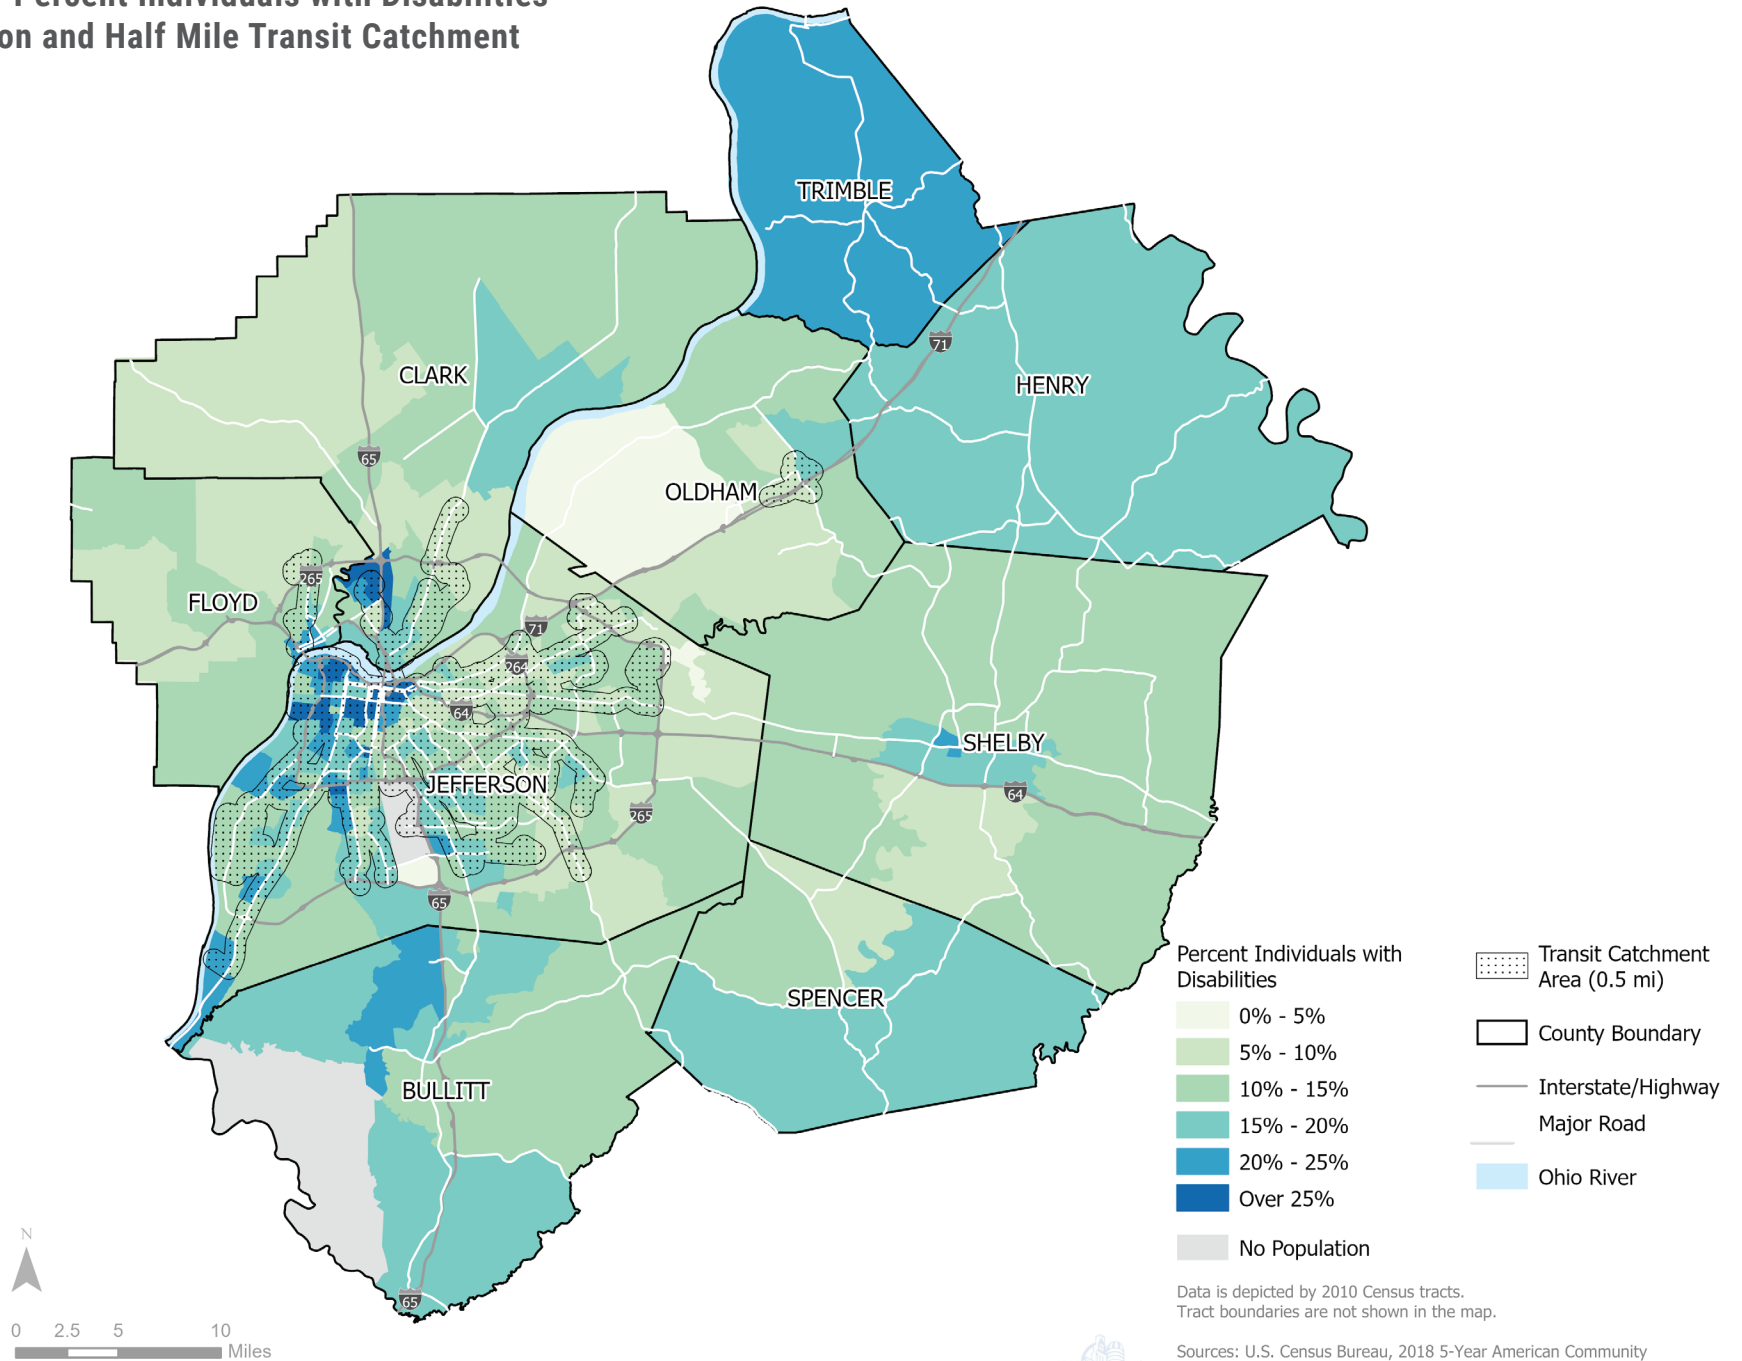 Percent Individuals with Disabilities
on and Half Mile Transit Catchment
TRIMBLE
CLARK
71
HENRY
65
OLDHAM
265
FLOYD
71
264
64
SHELBY
JEFFERSON
64
265
65
SPENCER
BULLITT
65
Percent Individuals with
Disabilities
0% - 5%
5% - 10%
10% - 15%
15% - 20%
20% - 25%
Over 25%
No Population
Transit Catchment
Area (0.5 mi)
County Boundary
Interstate/Highway
Major Road
Ohio River
Data is depicted by 2010 Census tracts.
Tract boundaries are not shown in the map.
Sources: U.S. Census Bureau, 2018 5-Year American Community
N
0 2.5 5 10
Miles